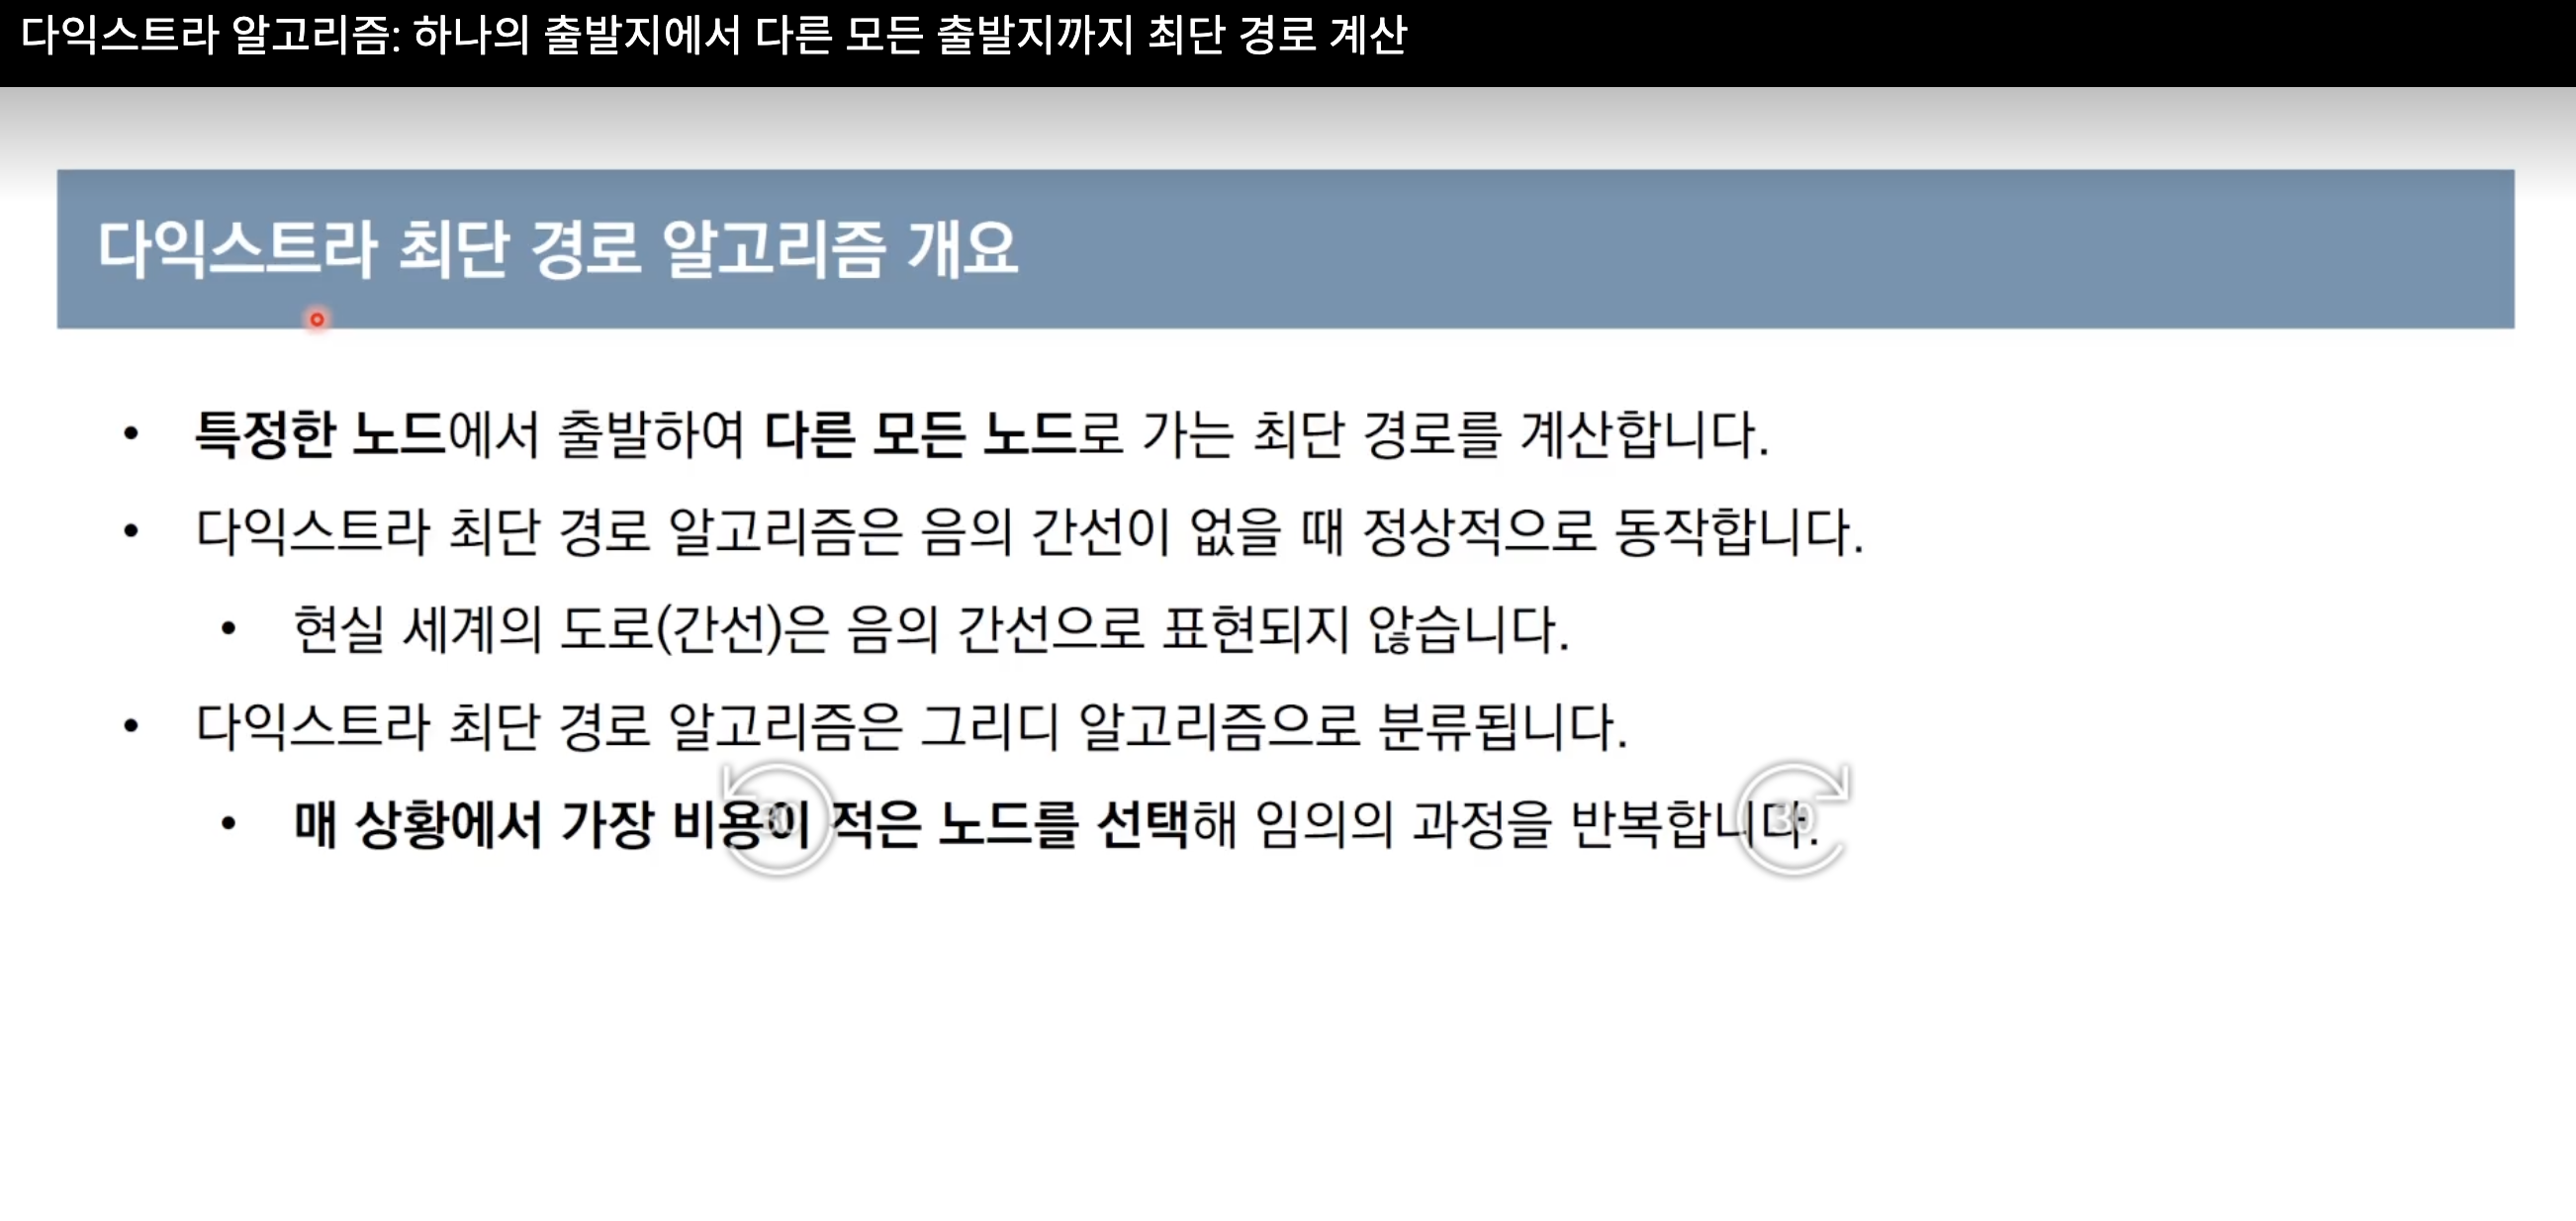 다익스트라 알고리즘: 하나의 출발지에서 다른 모든 출발지까지 최단 경로 계산
다익스트라 최단 경로 알고리즘 개요
• 특정한 노드에서 출발하여 다른 모든 노드로 가는 최단 경로를 계산합니다.
• 다익스트라 최단 경로 알고리즘은 음의 간선이 없을 때 정상적으로 동작합니다.
• 현실 세계의 도로(간선)은 음의 간선으로 표현되지 않습니다.
• 다익스트라 최단 경로 알고리즘은 그리디 알고리즘으로 분류됩니다.
• 매 상황에서 가장 비용이 적은 노드를 선택해 임의의 과정을 반복합니다.
30
30